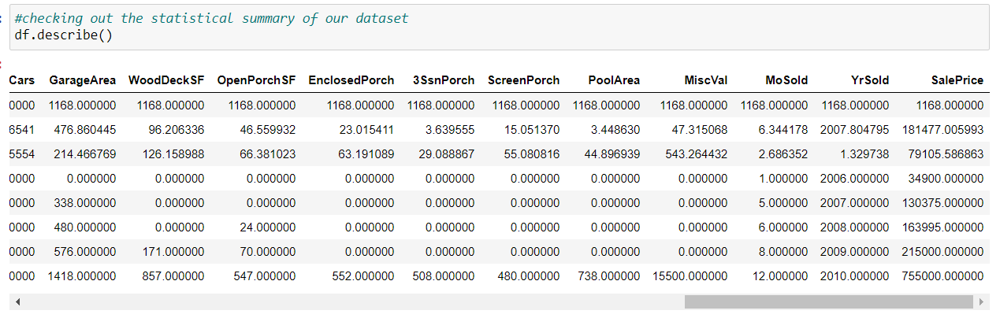 #checking out the statistical summary of our dataset
df.describe()
Cars GarageArea WoodDeckSF OpenPorchSF EnclosedPorch 3SsnPorch ScreenPorch PoolArea MiscVal MoSold YrSold SalePrice
0000 1168.000000 1168.000000 1168.000000 1168.000000 1168.000000 1168.000000 1168.000000 1168.000000 1168.000000 1168.000000 1168.000000
6541 476.860445 96.206336 46.559932 23.015411 3.639555 15.051370 3.448630 47.315068 6.344178 2007.804795 181477.005993
5554 214.466769 126.158988 66.381023 63.191089 29.088867 55.080816 44.896939 543.264432 2.686352 1.329738 79105.586863
0000 0.000000 0.000000 0.000000 0.000000 0.000000 0.000000 0.000000 0.000000 1.000000 2006.000000 34900.000000
0000 338.000000 0.000000 0.000000 0.000000 0.000000 0.000000 0.000000 0.000000 5.000000 2007.000000 130375.000000
0000 480.000000 0.000000 24.000000 0.000000 0.000000 0.000000 0.000000 0.000000 6.000000 2008.000000 163995.000000
0000 576.000000 171.000000 70.000000 0.000000 0.000000 0.000000 0.000000 0.000000 8.000000 2009.000000 215000.000000
0000 1418.000000 857.000000 547.000000 552.000000 508.000000 480.000000 738.000000 15500.000000 12.000000 2010.000000 755000.000000